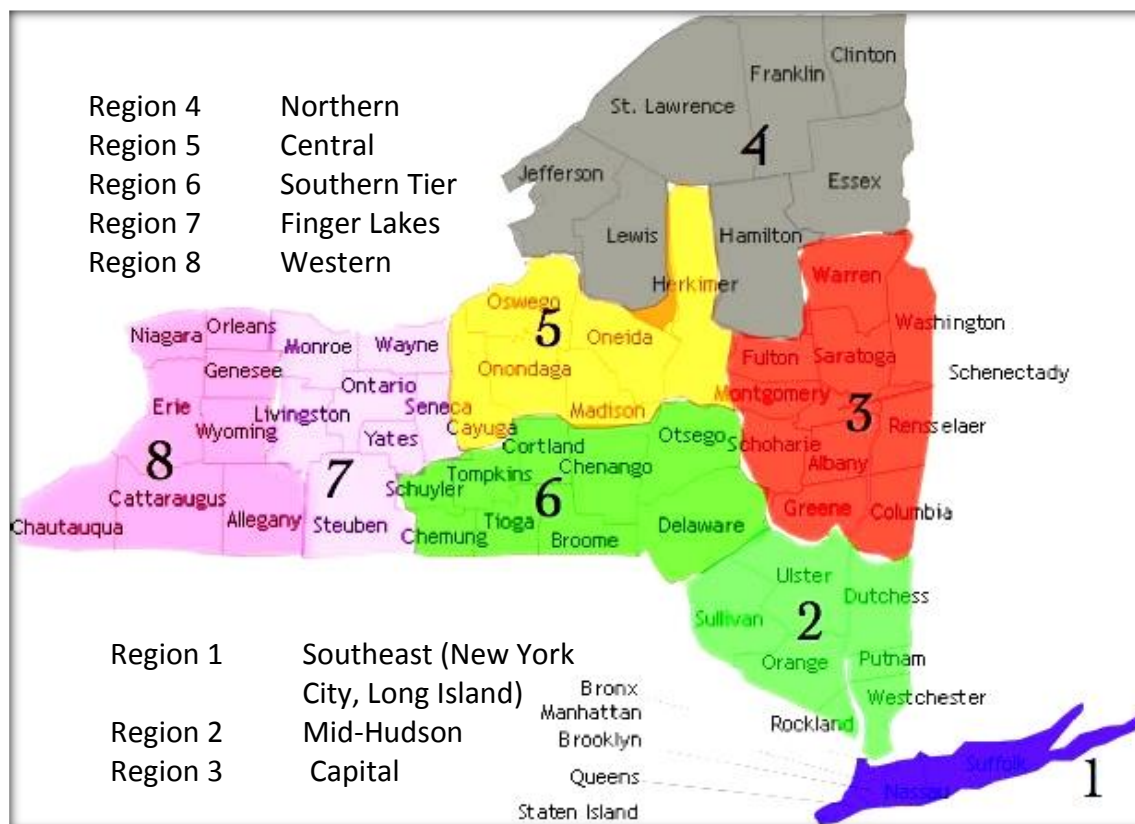 Clinton
Franklin
Region 4 Northern
St. Lawrence
4
Region 5 Central
Jefferson
Essex
Region 6 Southern Tier
Region 7 Finger Lakes
Lewis
Hamilton
Region 8 Western
Warren
Herkimer
Oswego
5
Orleans
Niagara
Monroe
Wayne
Oneida
Washington
Fulton
Saratoga
Genesee
Onondaga
Schenectady
Ontario
Montgomery
3
Erie
Livingston
Seneca
Madison
Wyoming
Cayuga
Rensselaer
Yates
Cortland
Otsego
Schoharie
8
7
Tompkins
Chenango
Albany
Cattaraugus
Schuyler
6
Chautauqua
Allegany
Steuben
Tioga
Delaware
Greene
Columbia
Chemung
Broome
Ulster
Dutchess
Sullivan
2
Region 1 Southeast (New York
City, Long Island)
Orange
Putnam
Bronx
Westchester
Manhattan
Rockland
Region 2 Mid-Hudson
Brooklyn
Region 3 Capital
Queens
Suffolk
Nassau
1
Staten Island